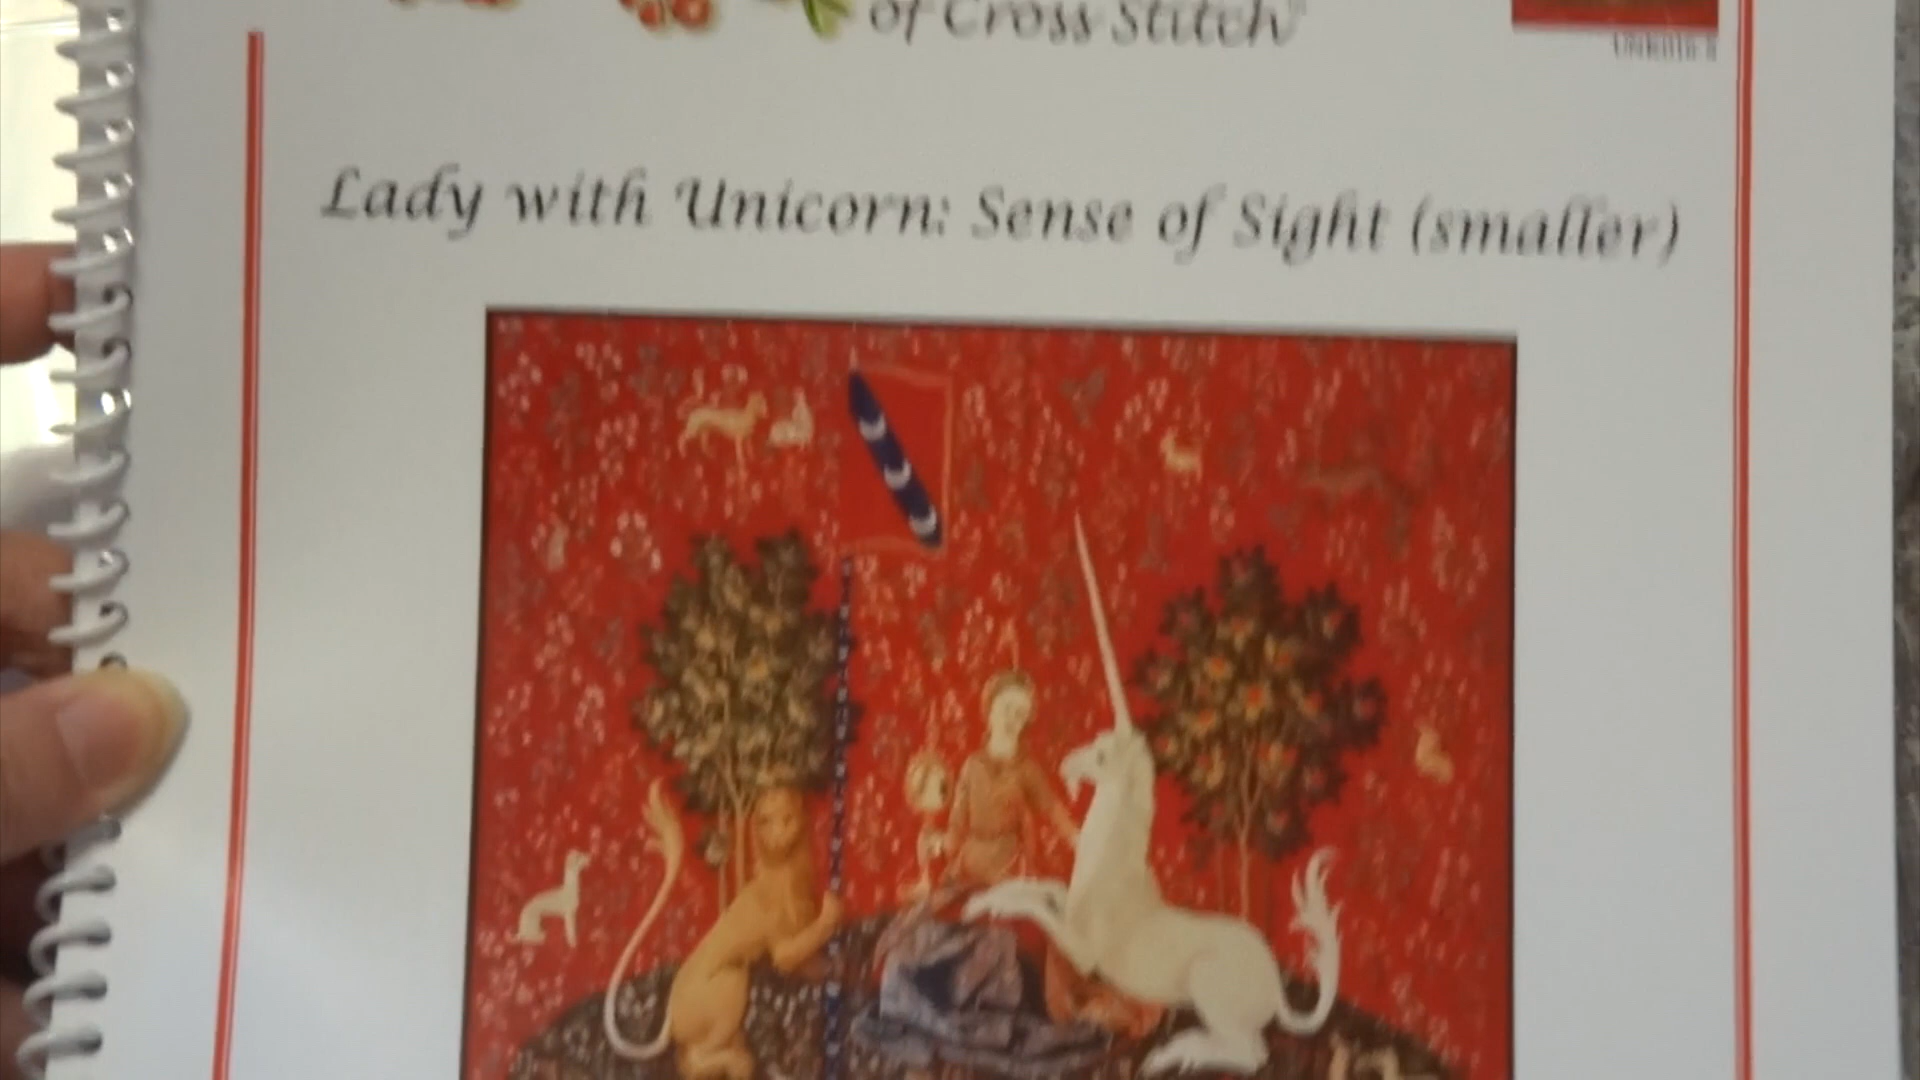 of Cross Stitch
Lady with Unicorn: Sense of Sight (smaller)